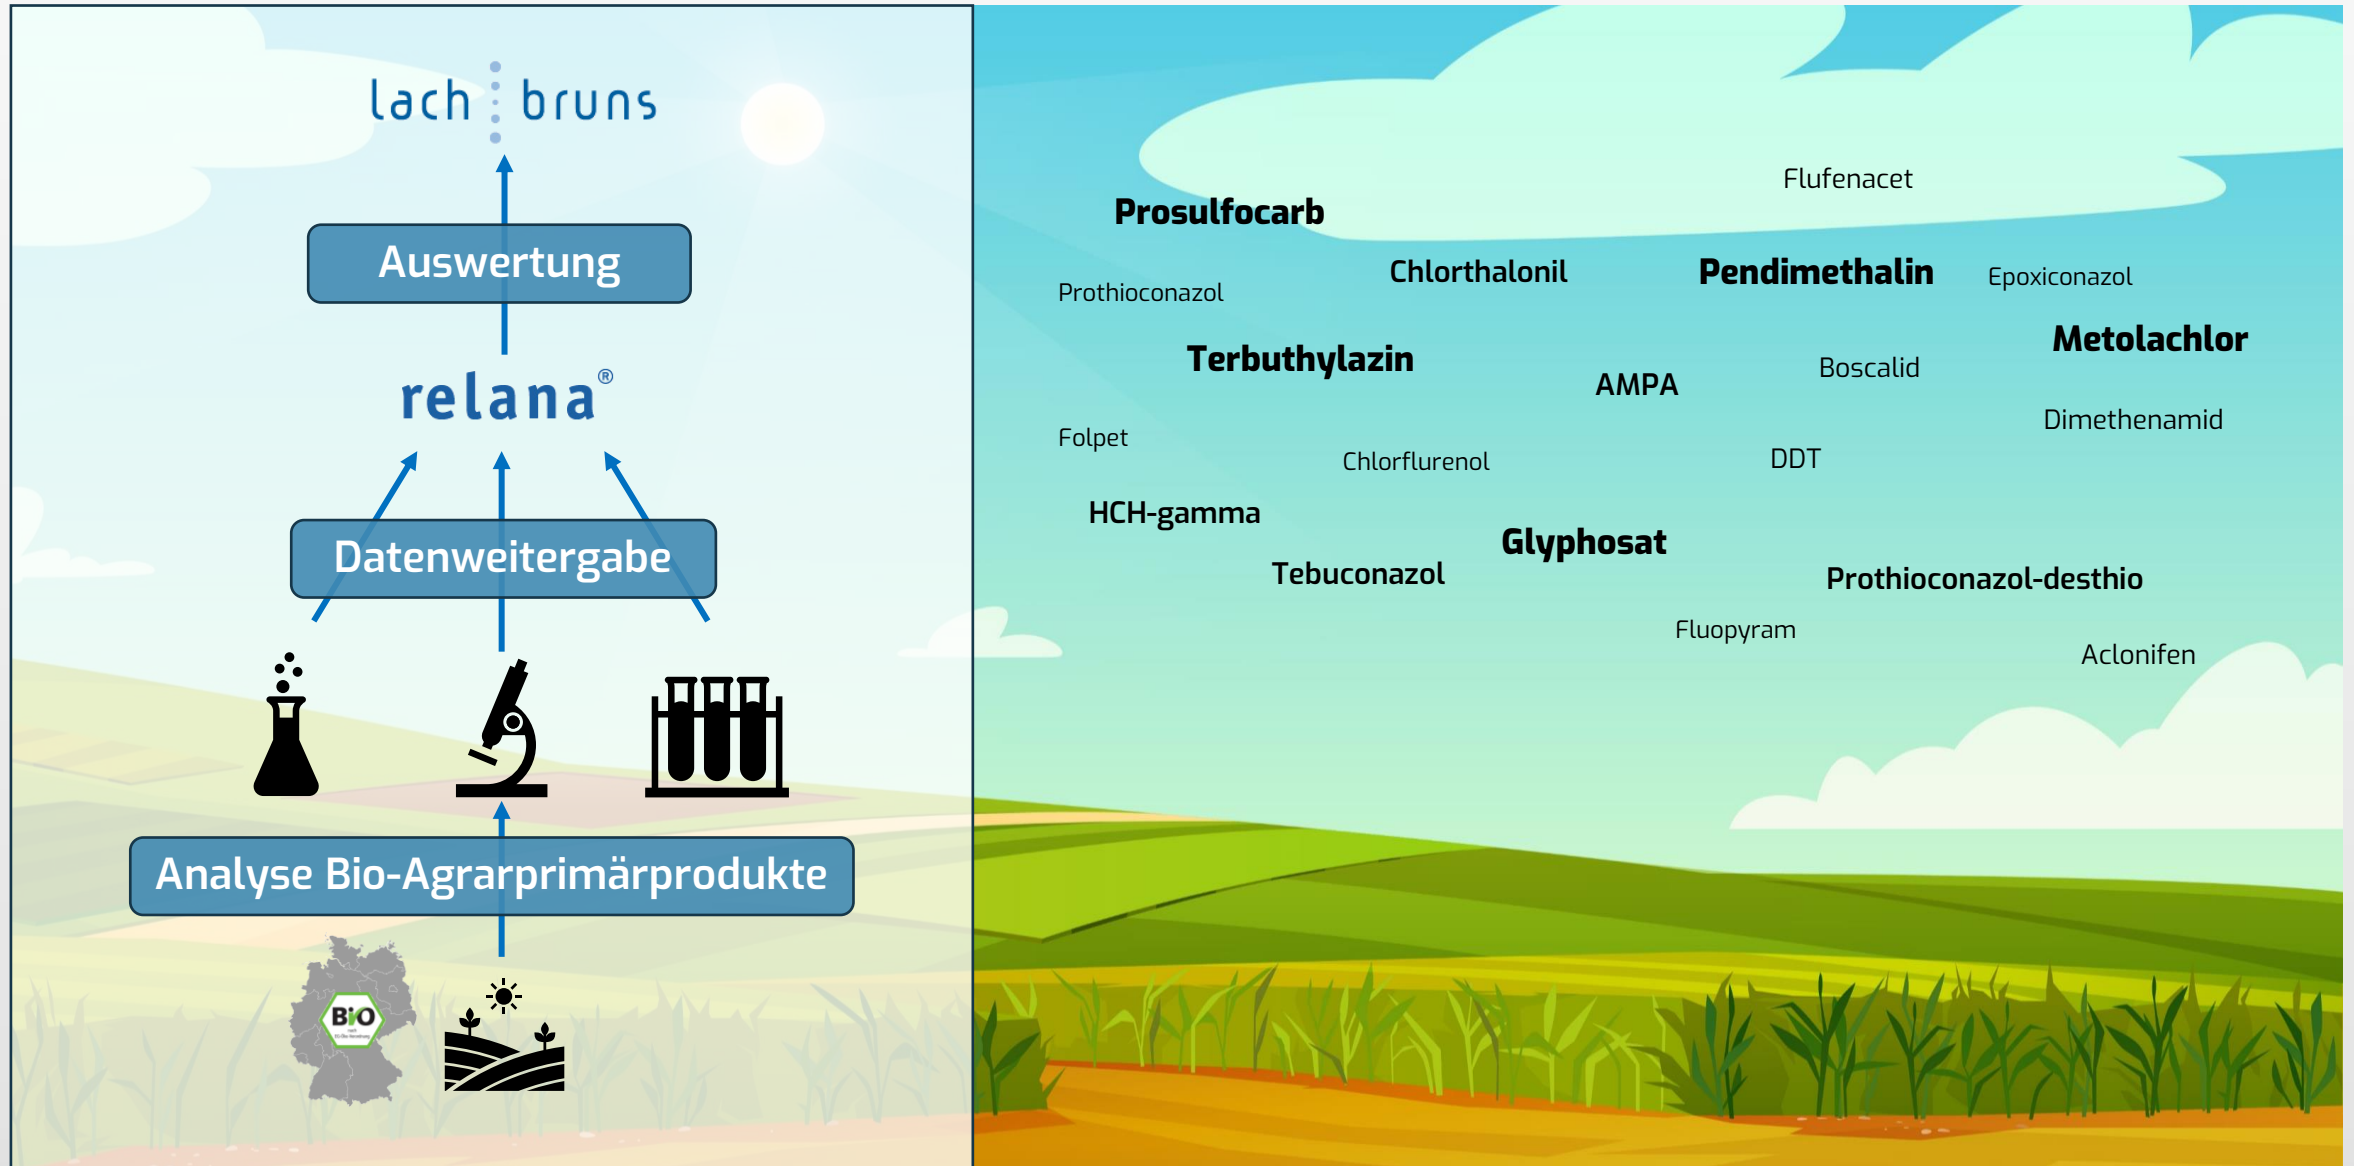 lach bruns
Auswertung
relana®
Datenweitergabe
Analyse Bio-Agrarprimärprodukte
BiO
nach
Flufenacet
Prosulfocarb
Chlorthalonil
Pendimethalin
Epoxiconazol
Prothioconazol
Metolachlor
Terbuthylazin
Boscalid
AMPA
Dimethenamid
Folpet
Chlorflurenol
DDT
HCH-gamma
Glyphosat
Tebuconazol
Prothioconazol-desthio
Fluopyram
Aclonifen